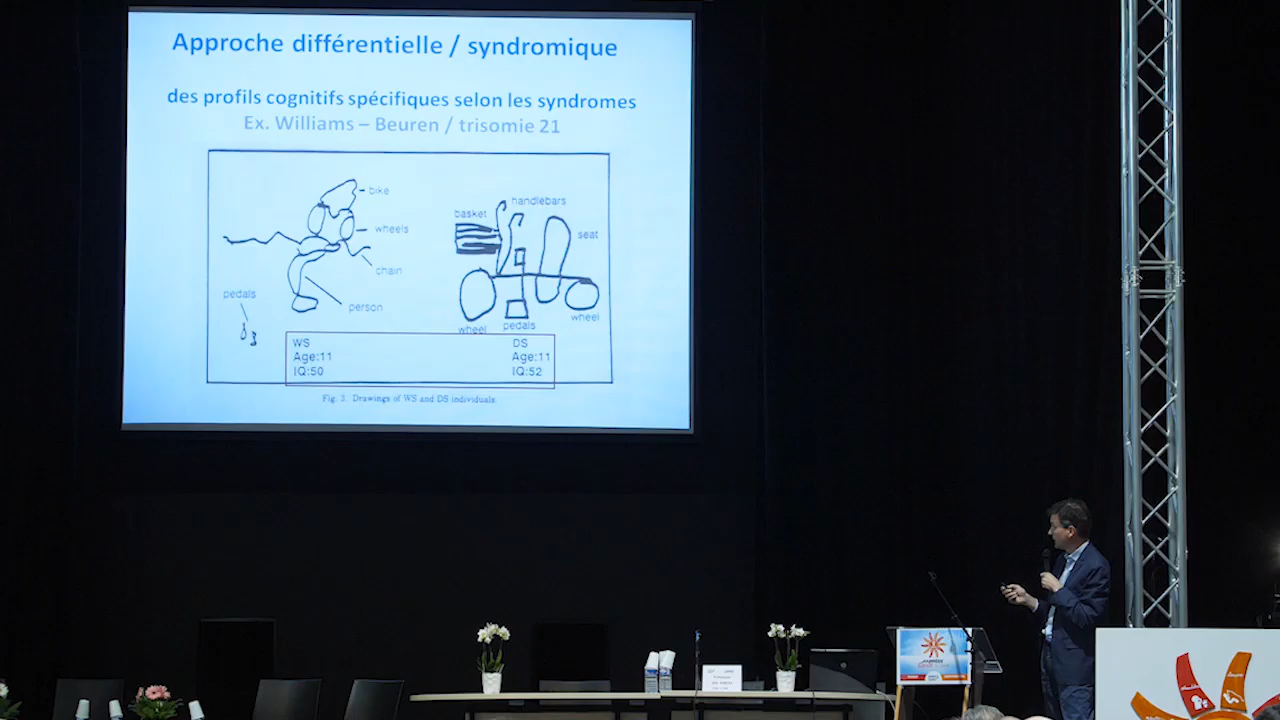 Approche différentielle / syndromique
des profils cognitifs spécifiques selon les syndromes
Ex. Williams – Beuren / trisomie 21
bike
wheels
chain
person
pedals
basket
handlebars
seat
wheel
pedals
wheel
WS
Age:11
IQ:50
DS
Age:11
IQ:52
Fig. 3. Drawings of WS and DS individuals.